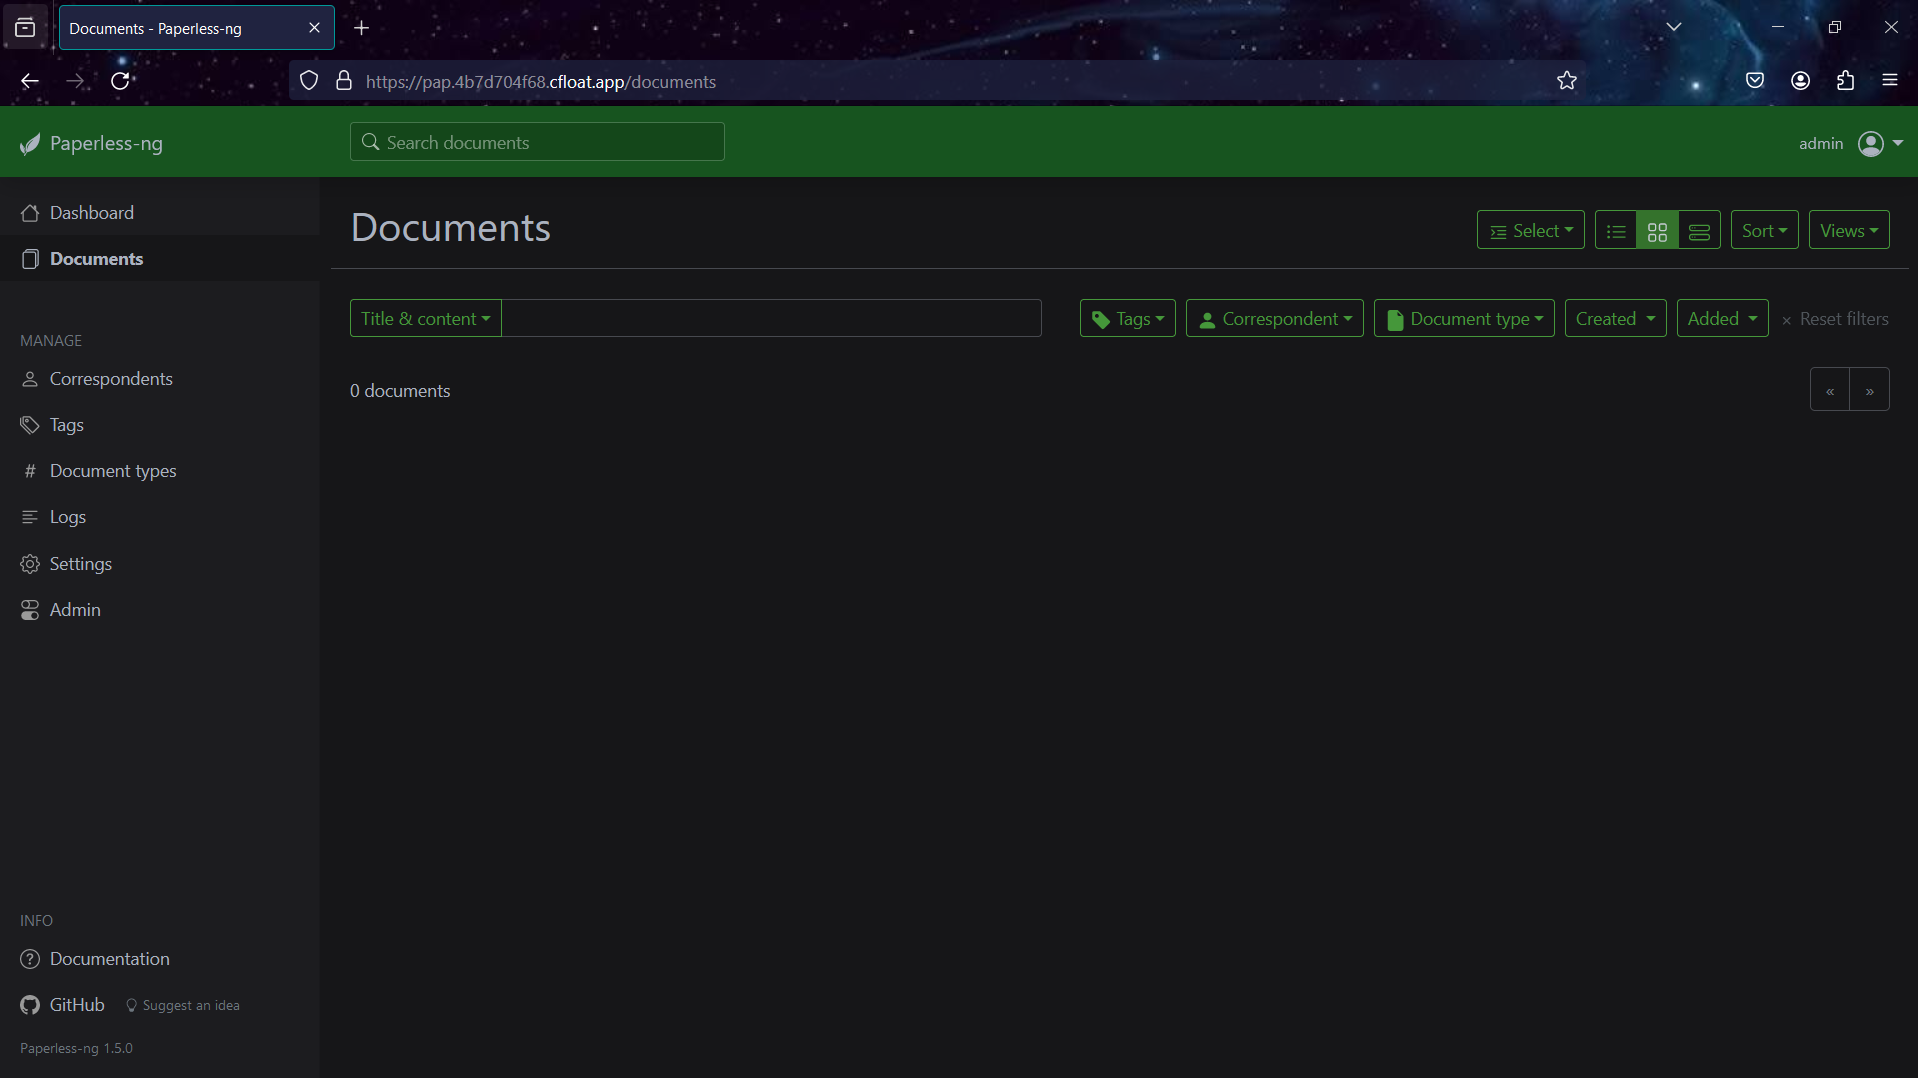 Documents - Paperless-ng
https://pap.4b7d704f68.cfloat.app/documents
Paperless-ng
Search documents
admin
Dashboard
Documents
MANAGE
Correspondents
Tags
# Document types
Logs
Settings
Admin
INFO
Documentation
GitHub
Suggest an idea
Paperless-ng 1.5.0
Documents
Select
Sort
Views
Title & content
Tags
Correspondent
Document type
Created
Added
× Reset filters
0 documents
« »